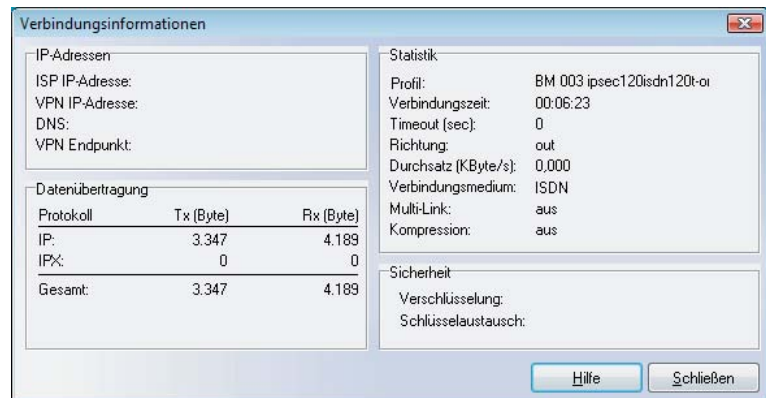 Verbindungsinformationen
IP-Adressen
ISP IP-Adresse:
VPN IP-Adresse:
DNS:
VPN Endpunkt:
Datenübertragung
Protokoll Tx (Byte) Rx (Byte)
IP: 3.347 4.189
IPX: 0 0
Gesamt: 3.347 4.189
Statistik
Profil: BM 003 ipsec120isdn120t-or
Verbindungszeit: 00:06:23
Timeout (sec): 0
Richtung: out
Durchsatz (KByte/s): 0,000
Verbindungsmedium: ISDN
Multi-Link: aus
Kompression: aus
Sicherheit
Verschlüsselung:
Schlüsselaustausch:
Hilfe Schließen